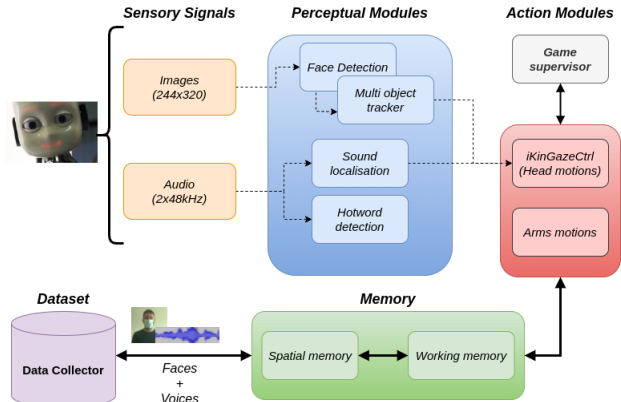 Sensory Signals
Perceptual Modules
Action Modules
Images
(244x320)
Audio
(2x48kHz)
Face Detection
Multi object
tracker
Sound
localisation
Hotword
detection
Game
supervisor
iKinGazeCtrl
(Head motions)
Arms motions
Dataset
Data Collector
Faces
+
Voices
Memory
Spatial memory
Working memory